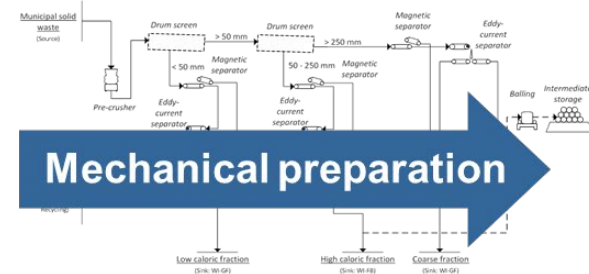 Municipal solid
waste
(Source)
Drum screen
> 50 mm
Drum screen
> 250 mm
Magnetic
separator
Eddy-
current
separator
< 50 mm
Magnetic
separator
50 - 250 mm
Magnetic
separator
Pre-crusher
Eddy-
current
separator
Eddy-
current
separator
Balling
Intermediate
storage
Mechanical preparation
Recycling)
Low caloric fraction
(Sink: WI-GF)
High caloric fraction
(Sink: WI-FB)
Coarse fraction
(Sink: WI-GF)